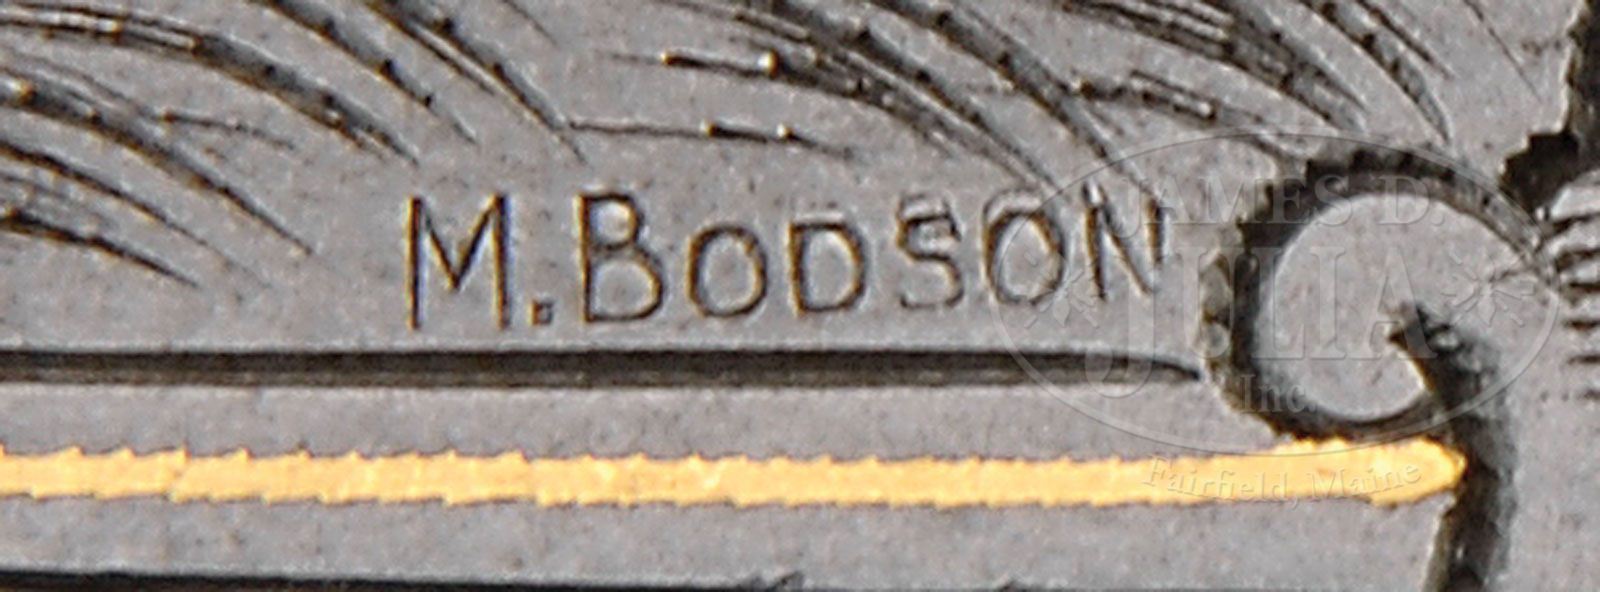 M. BODSON
JAMES D.
JULIA
Inc.
Fairfield, Maine